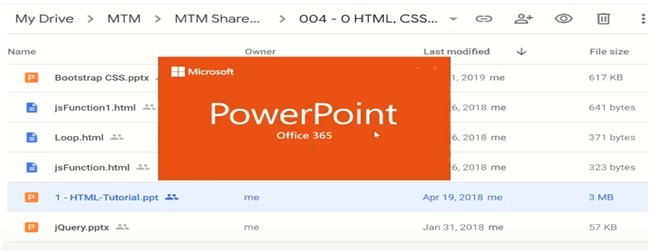 My Drive > MTM > MTM Share... > 004 - 0 HTML, CSS...
Name Owner Last modified File size
Bootstrap CSS.pptx 1, 2019 me 617 KB
Microsoft
jsFunction1.html 6, 2018 me 641 bytes
PowerPoint
Office 365
Loop.html 6, 2018 me 371 bytes
jsFunction.html 6, 2018 me 323 bytes
1 - HTML-Tutorial.ppt me Apr 19, 2018 me 3 MB
jQuery.pptx me Jan 31, 2018 me 57 KB